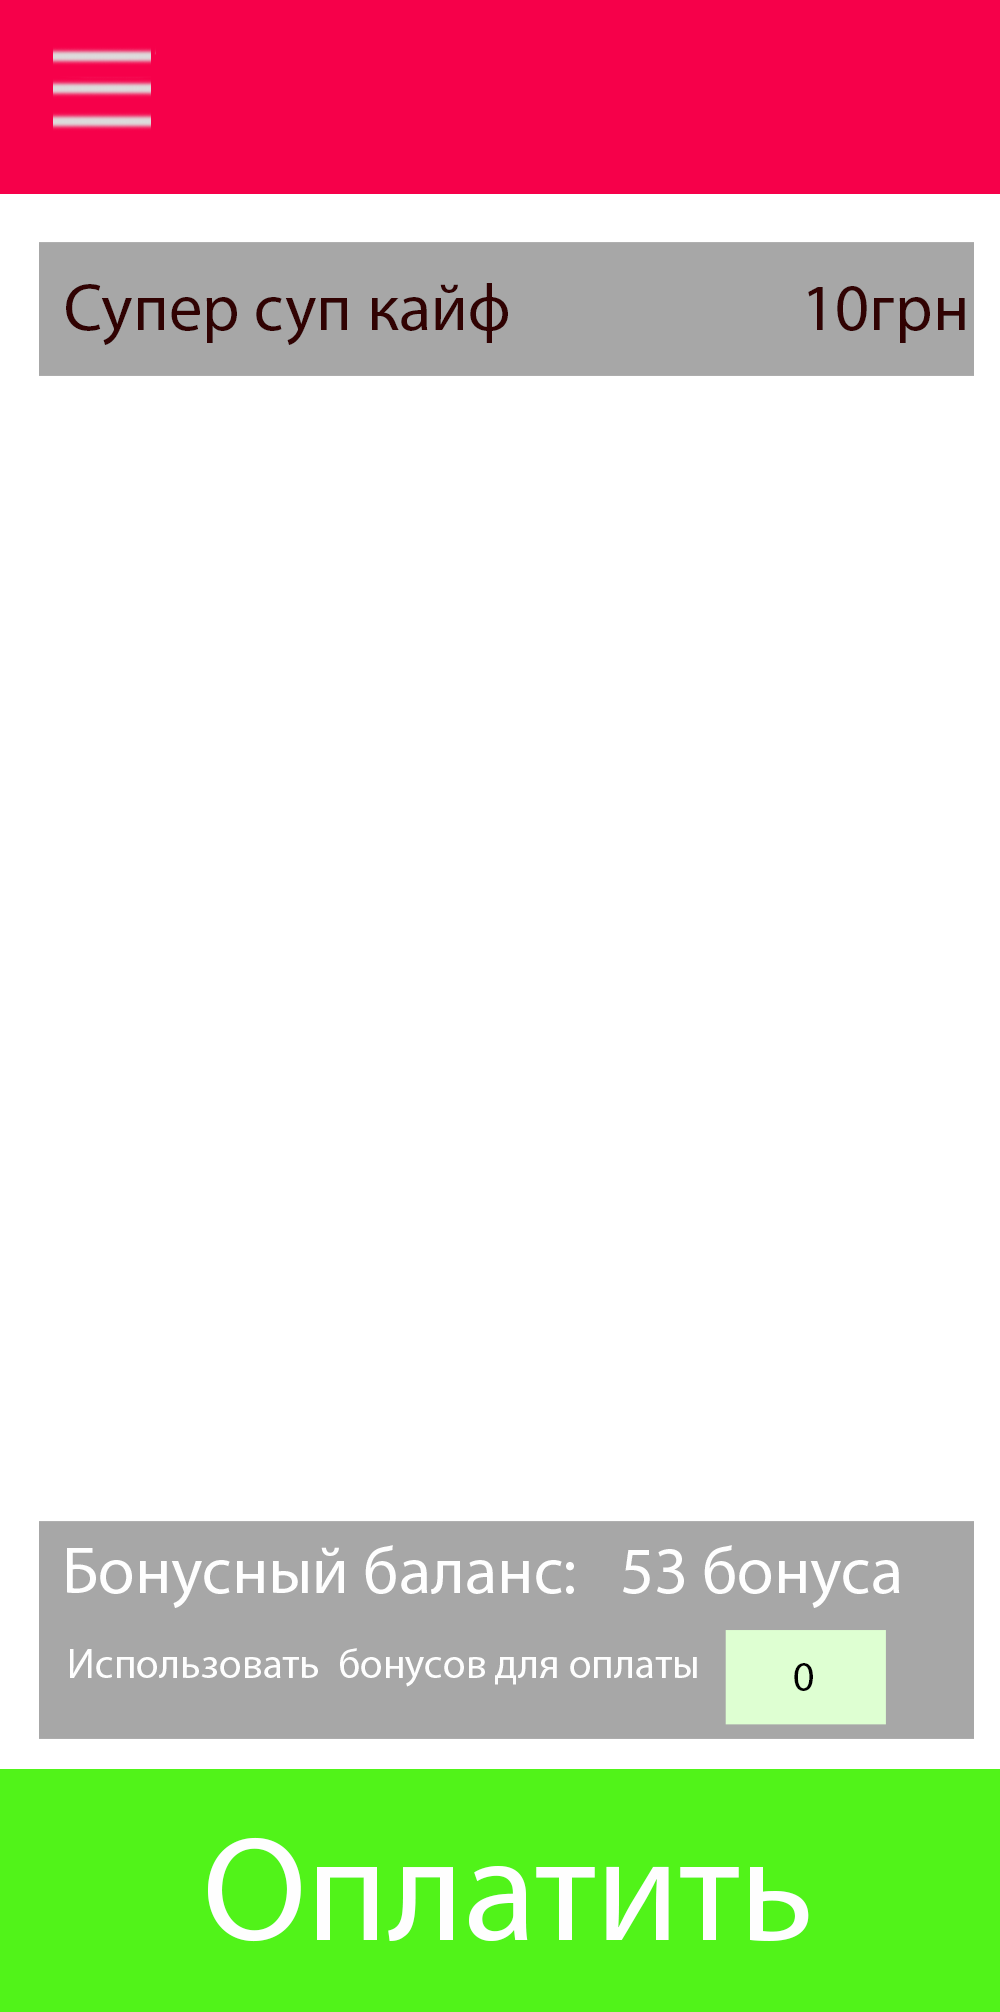 Супер суп кайф 10грн
Бонусный баланс: 53 бонуса
Использовать бонусов для оплаты 0
Оплатить